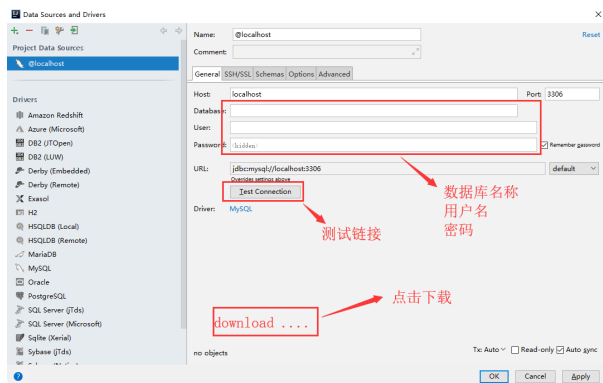 Data Sources and Drivers
Project Data Sources
@localhost
Drivers
Amazon Redshift
Azure (Microsoft)
DB2 (JTOpen)
DB2 (LUW)
Derby (Embedded)
Derby (Remote)
Exasol
H2
HSQLDB (Local)
HSQLDB (Remote)
MariaDB
MySQL
Oracle
PostgreSQL
SQL Server (jTds)
SQL Server (Microsoft)
Sqlite (Xerial)
Sybase (jTds)
Name: @localhost Reset
Comment:
General SSH/SSL Schemas Options Advanced
Host: localhost Port: 3306
Database:
User:
Password: <hidden> Remember password
URL: jdbc:mysql://localhost:3306 default
Overrides settings above
Test Connection
Driver: MySQL
数据库名称
用户名
密码
测试链接
点击下载
download ....
no objects Tx: Auto Read-only Auto sync
OK Cancel Apply